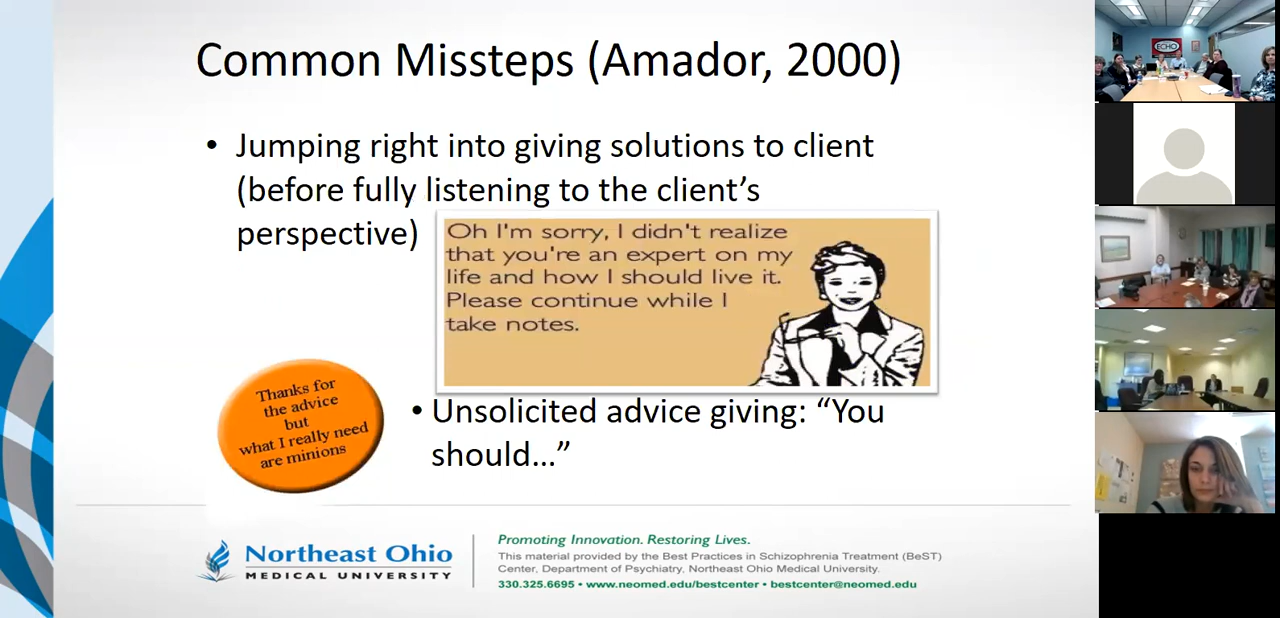 Common Missteps (Amador, 2000)
• Jumping right into giving solutions to client
(before fully listening to the client’s
perspective)
Oh I'm sorry, I didn't realize
that you're an expert on my
life and how I should live it.
Please continue while I
take notes.
Thanks for
the advice
but
what I really need
are minions
• Unsolicited advice giving: “You
should…”
Northeast Ohio
MEDICAL UNIVERSITY
Promoting Innovation. Restoring Lives.
This material provided by the Best Practices in Schizophrenia Treatment (BeST)
Center, Department of Psychiatry, Northeast Ohio Medical University.
330.325.6695 • www.neomed.edu/bestcenter • bestcenter@neomed.edu
ECHO